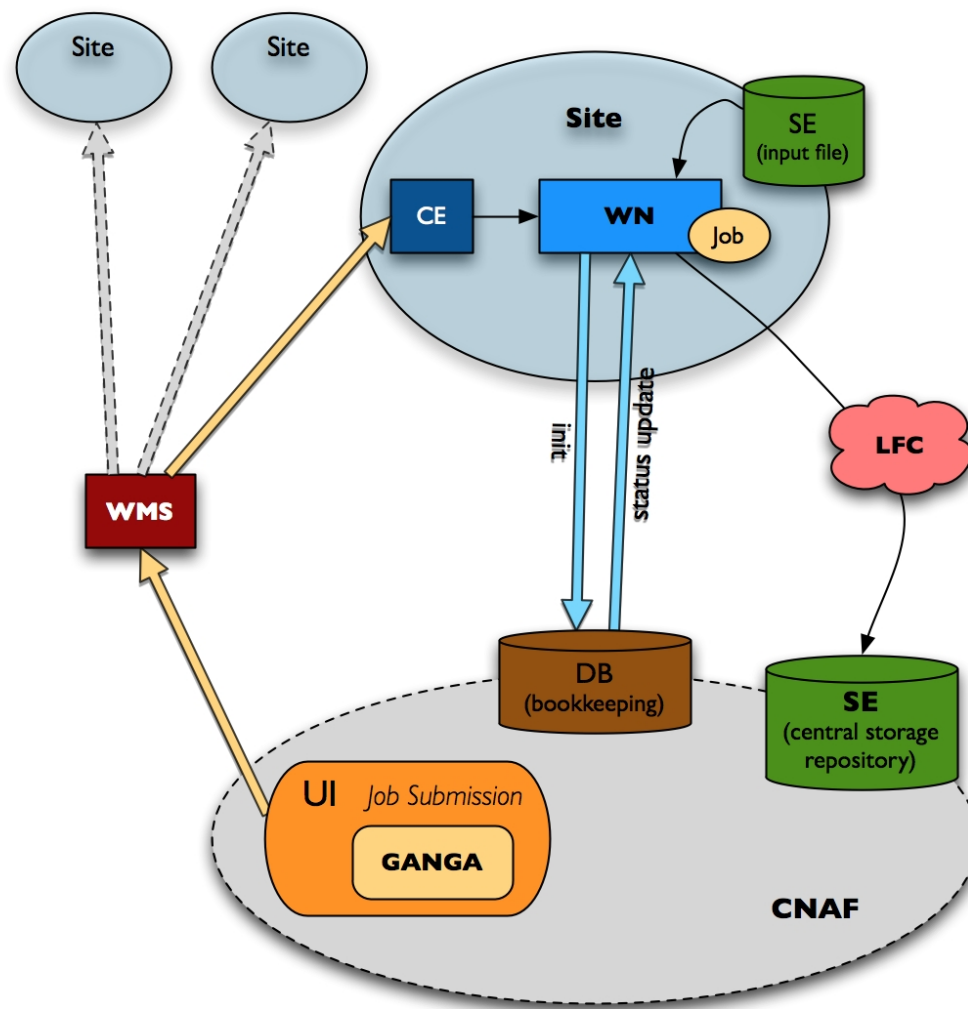 Site
Site
Site
SE
(input file)
CE
WN
Job
init
status update
LFC
WMS
DB
(bookkeeping)
SE
(central storage
repository)
UI Job Submission
GANGA
CNAF